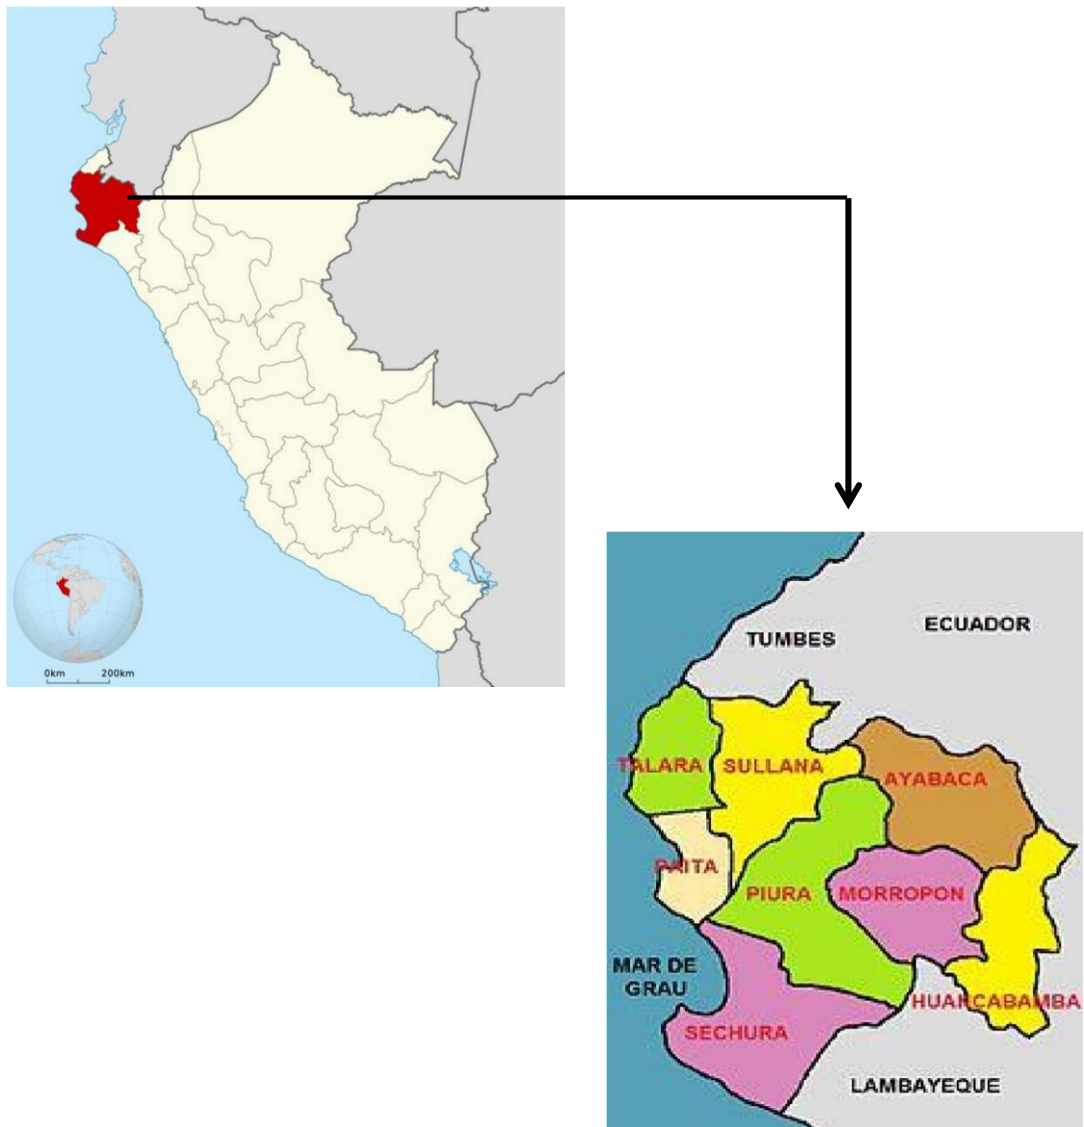 0km 200km
TUMBES
ECUADOR
TALARA
SULLANA
AYABACA
PAITA
PIURA
MORROPON
MAR DE
GRAU
HUANCABAMBA
SECHURA
LAMBAYEQUE